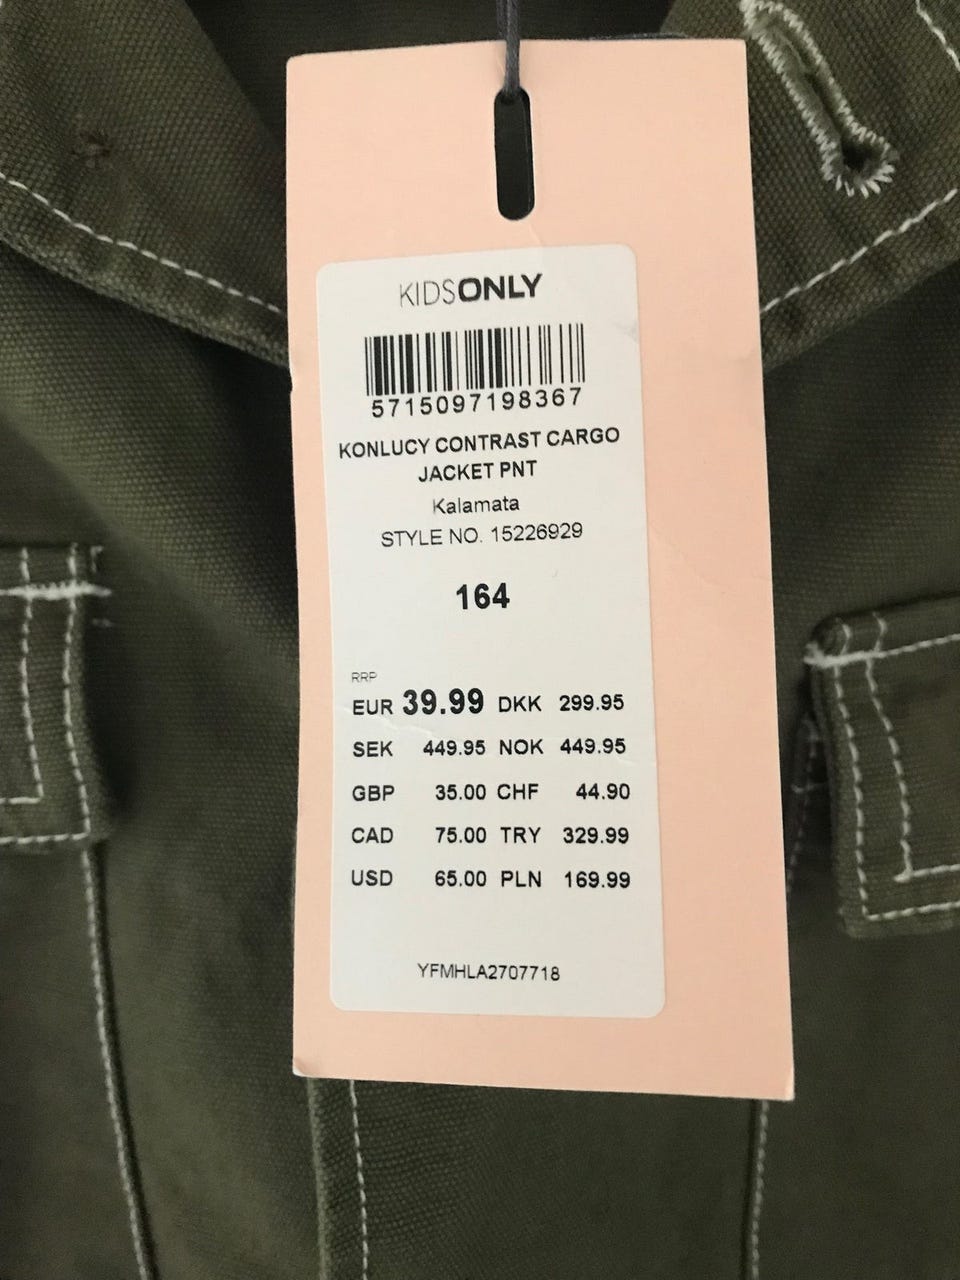 KIDSONLY
5715097198367
KONLUCY CONTRAST CARGO
JACKET PNT
Kalamata
STYLE NO. 15226929
164
RRP
EUR 39.99 DKK 299.95
SEK 449.95 NOK 449.95
GBP 35.00 CHF 44.90
CAD 75.00 TRY 329.99
USD 65.00 PLN 169.99
YFMHLA2707718